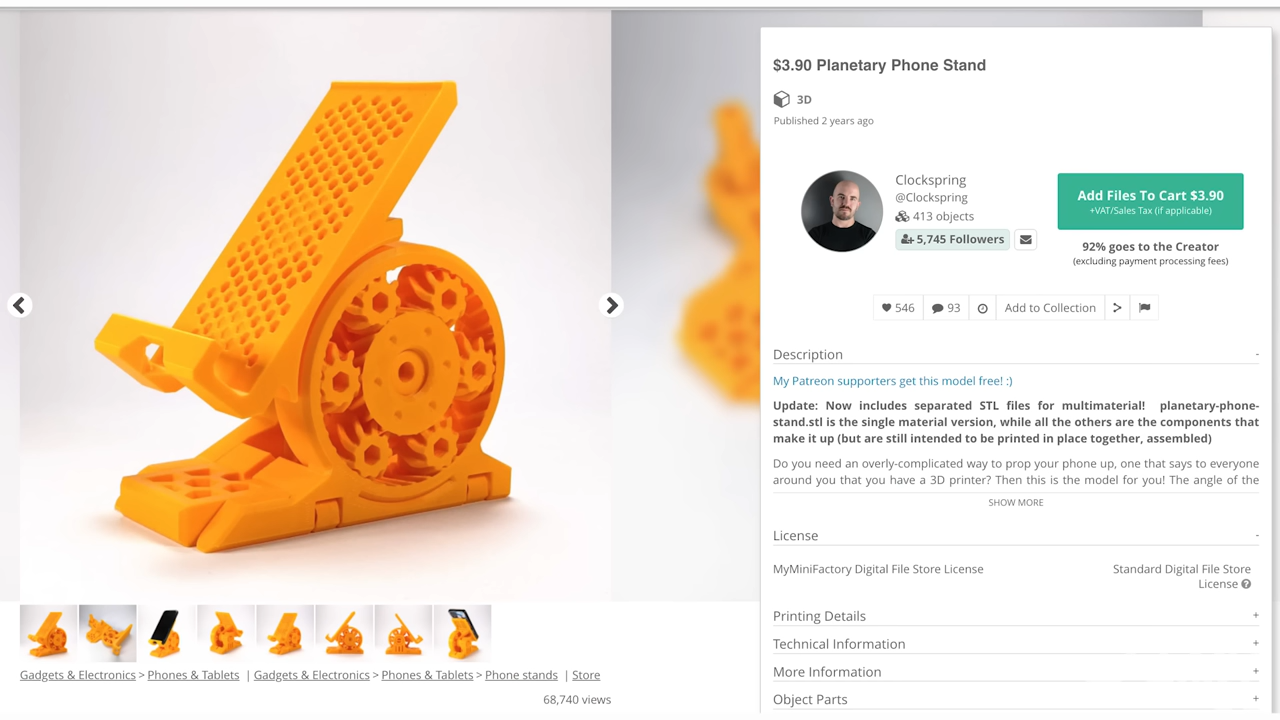 $3.90 Planetary Phone Stand
3D
Published 2 years ago
Clockspring
@Clockspring
413 objects
5,745 Followers
Add Files To Cart $3.90
+VAT/Sales Tax (if applicable)
92% goes to the Creator
(excluding payment processing fees)
546
93
Add to Collection
Description
-
My Patreon supporters get this model free! :)
Update: Now includes separated STL files for multimaterial! planetary-phone-
stand.stl is the single material version, while all the others are the components that
make it up (but are still intended to be printed in place together, assembled)
Do you need an overly-complicated way to prop your phone up, one that says to everyone
around you that you have a 3D printer? Then this is the model for you! The angle of the
SHOW MORE
License
-
MyMiniFactory Digital File Store License
Standard Digital File Store
License ?
Printing Details +
Technical Information +
More Information +
Object Parts +
Gadgets & Electronics > Phones & Tablets | Gadgets & Electronics > Phones & Tablets > Phone stands | Store
68,740 views